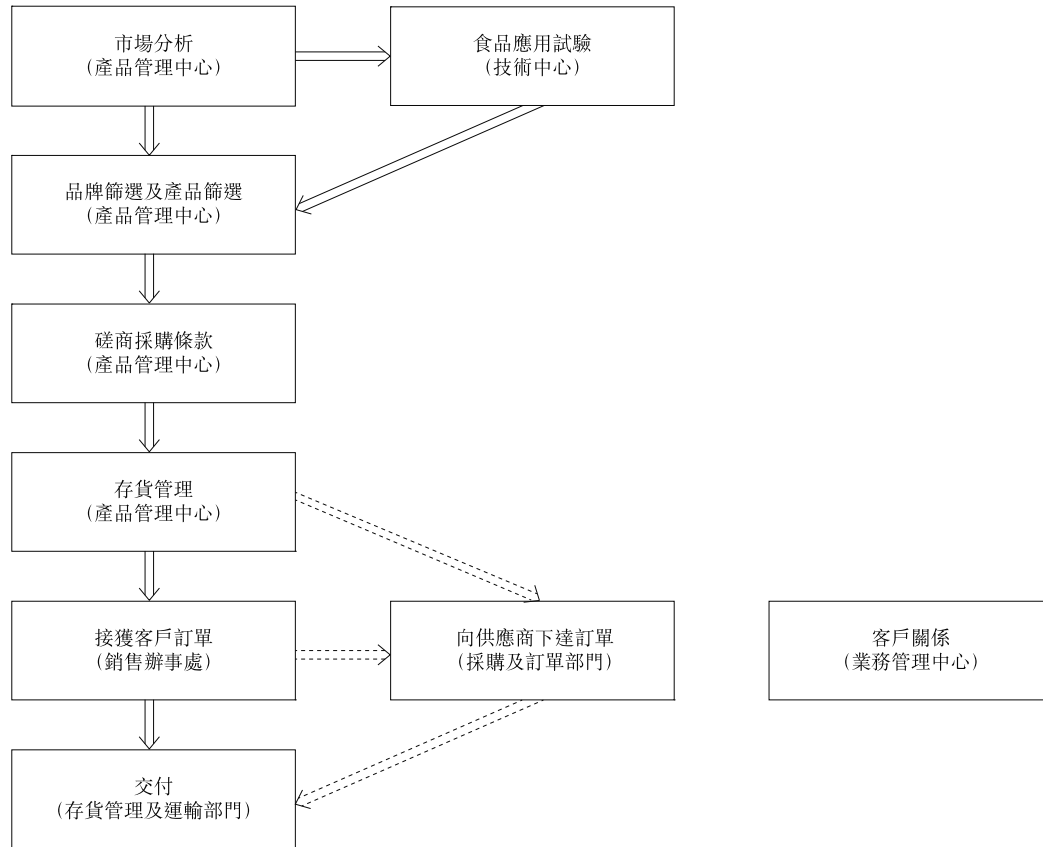 市場分析
（產品管理中心）
食品應用試驗
（技術中心）
品牌篩選及產品篩選
（產品管理中心）
磋商採購條款
（產品管理中心）
存貨管理
（產品管理中心）
接獲客戶訂單
（銷售辦事處）
向供應商下達訂單
（採購及訂單部門）
客戶關係
（業務管理中心）
交付
（存貨管理及運輸部門）